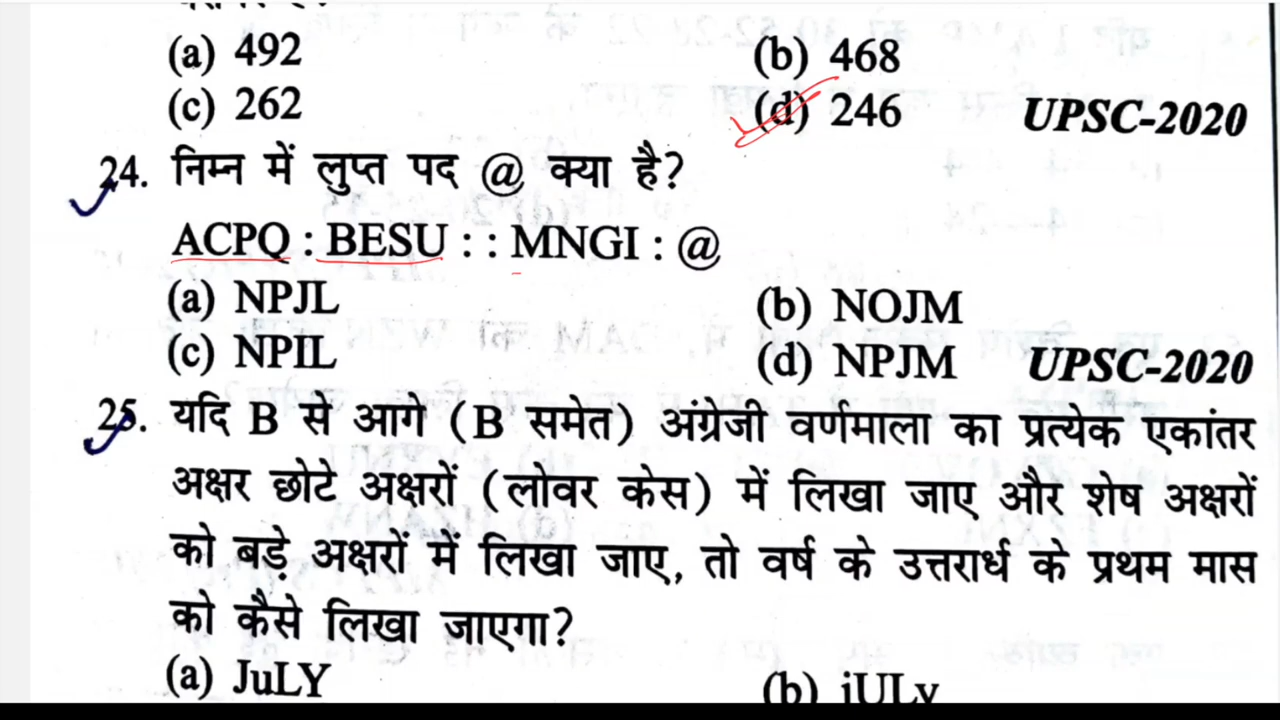 (a) 492 (b) 468
(c) 262 (d) 246 UPSC-2020
24. निम्न में लुप्त पद @ क्या है?
ACPQ : BESU : : MNGI : @
(a) NPJL (b) NOJM
(c) NPIL (d) NPJM UPSC-2020
25. यदि B से आगे (B समेत) अंग्रेजी वर्णमाला का प्रत्येक एकांतर
अक्षर छोटे अक्षरों (लोवर केस) में लिखा जाए और शेष अक्षरों
को बड़े अक्षरों में लिखा जाए, तो वर्ष के उत्तरार्ध के प्रथम मास
को कैसे लिखा जाएगा?
(a) JuLY (b) jULy